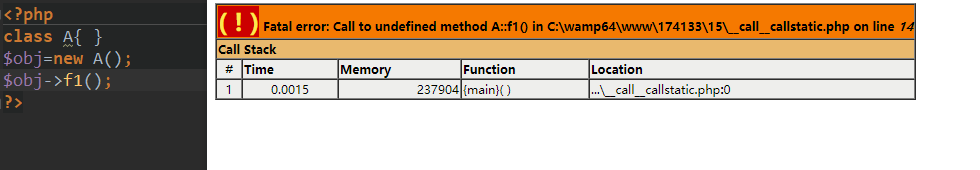 <?php
class A{ }
$obj=new A();
$obj->f1();
?>
( ! ) Fatal error: Call to undefined method A::f1() in C:\wamp64\www\174133\15\__call__callstatic.php on line 14
Call Stack
# Time Memory Function Location
1 0.0015 237904 {main}( ) ...\__call__callstatic.php:0